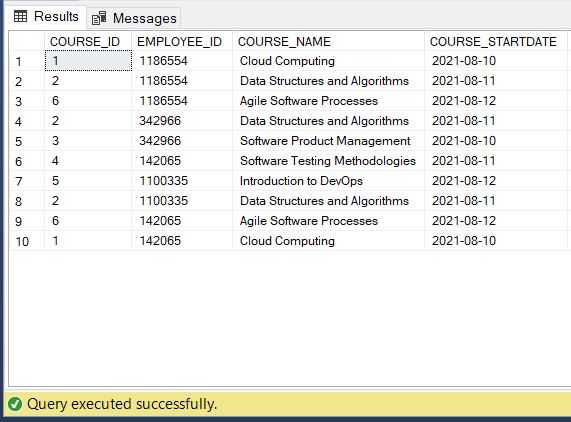 Results Messages
COURSE_ID EMPLOYEE_ID COURSE_NAME COURSE_STARTDATE
1 1 1186554 Cloud Computing 2021-08-10
2 2 1186554 Data Structures and Algorithms 2021-08-11
3 6 1186554 Agile Software Processes 2021-08-12
4 2 342966 Data Structures and Algorithms 2021-08-11
5 3 342966 Software Product Management 2021-08-10
6 4 142065 Software Testing Methodologies 2021-08-11
7 5 1100335 Introduction to DevOps 2021-08-12
8 2 1100335 Data Structures and Algorithms 2021-08-11
9 6 142065 Agile Software Processes 2021-08-12
10 1 142065 Cloud Computing 2021-08-10
Query executed successfully.